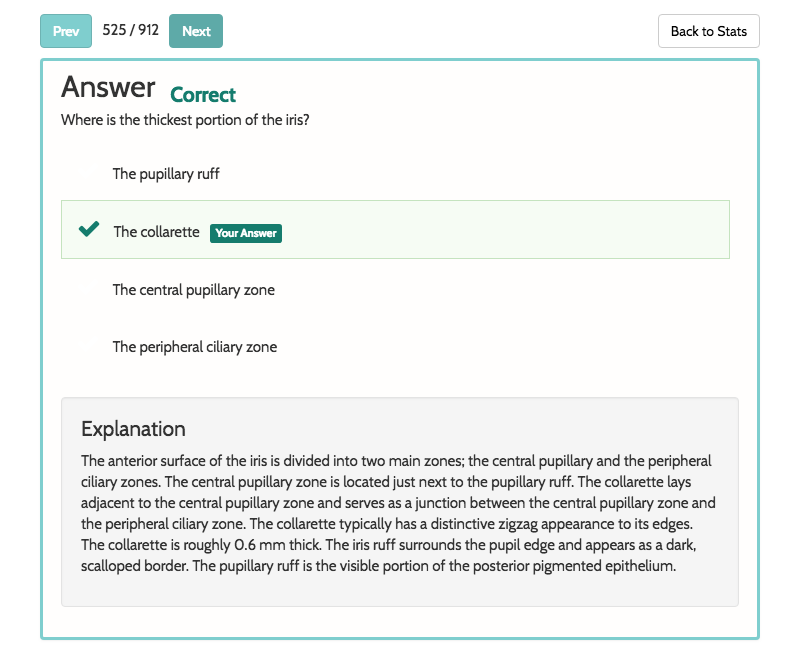 Prev 525 / 912 Next Back to Stats
Answer Correct
Where is the thickest portion of the iris?
The pupillary ruff
The collarette Your Answer
The central pupillary zone
The peripheral ciliary zone
Explanation
The anterior surface of the iris is divided into two main zones; the central pupillary and the peripheral
ciliary zones. The central pupillary zone is located just next to the pupillary ruff. The collarette lays
adjacent to the central pupillary zone and serves as a junction between the central pupillary zone and
the peripheral ciliary zone. The collarette typically has a distinctive zigzag appearance to its edges.
The collarette is roughly 0.6 mm thick. The iris ruff surrounds the pupil edge and appears as a dark,
scalloped border. The pupillary ruff is the visible portion of the posterior pigmented epithelium.